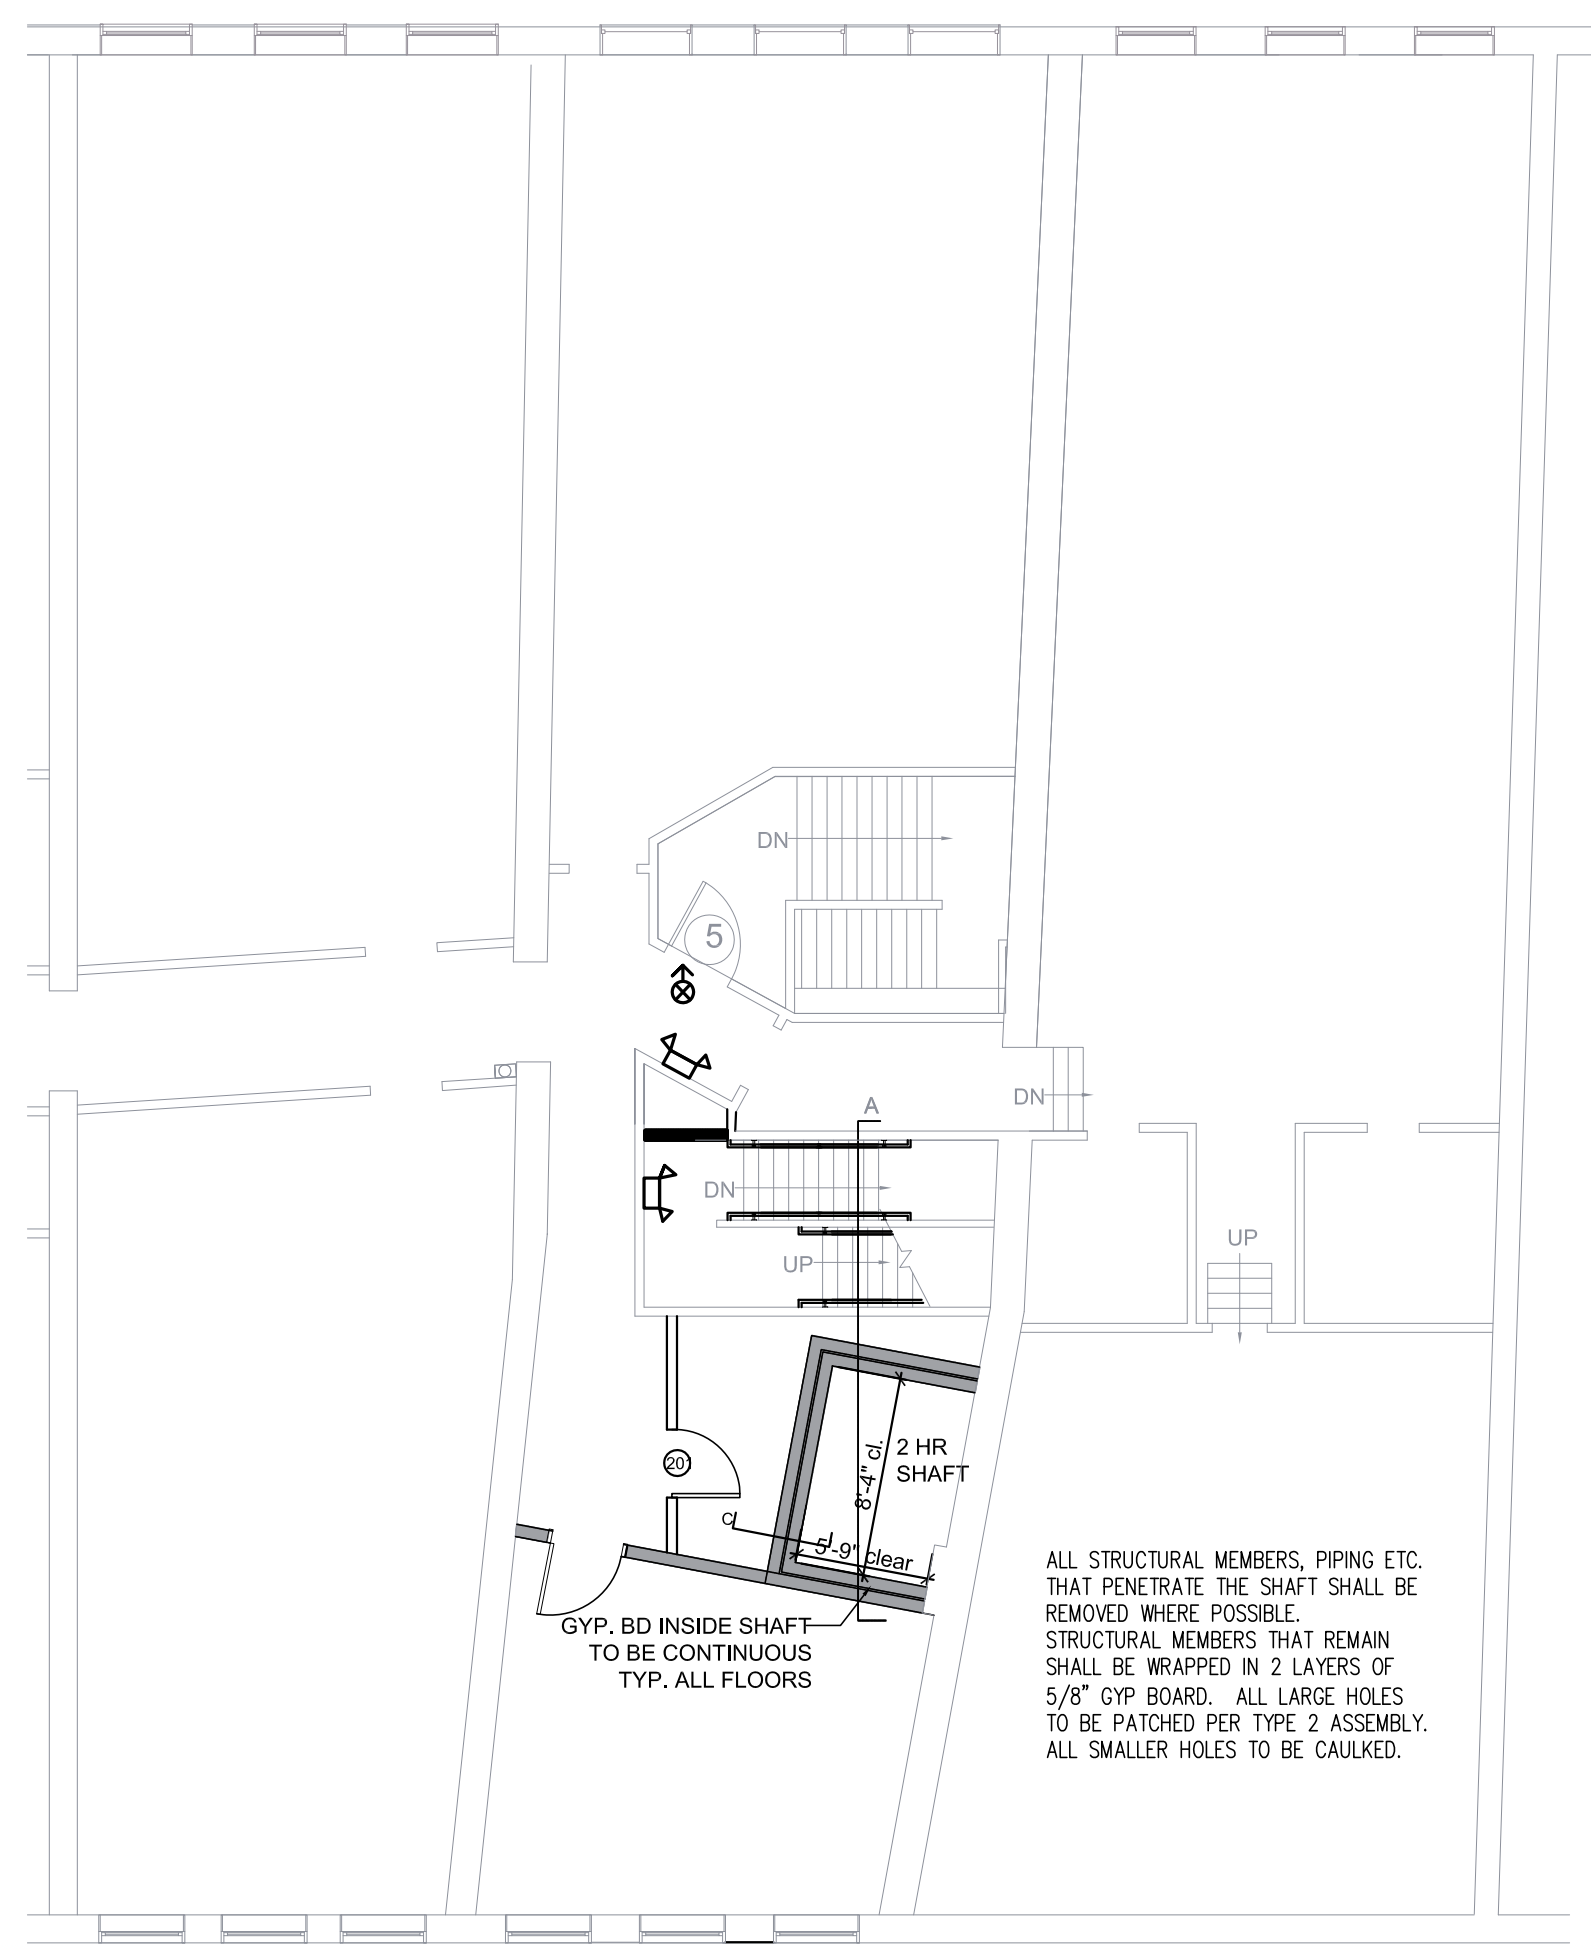 DN
5
DN
A
DN
UP
UP
2 HR
SHAFT
8'-4" cl.
201
C
5'-9" clear
GYP. BD INSIDE SHAFT
TO BE CONTINUOUS
TYP. ALL FLOORS
ALL STRUCTURAL MEMBERS, PIPING ETC.
THAT PENETRATE THE SHAFT SHALL BE
REMOVED WHERE POSSIBLE.
STRUCTURAL MEMBERS THAT REMAIN
SHALL BE WRAPPED IN 2 LAYERS OF
5/8" GYP BOARD. ALL LARGE HOLES
TO BE PATCHED PER TYPE 2 ASSEMBLY.
ALL SMALLER HOLES TO BE CAULKED.